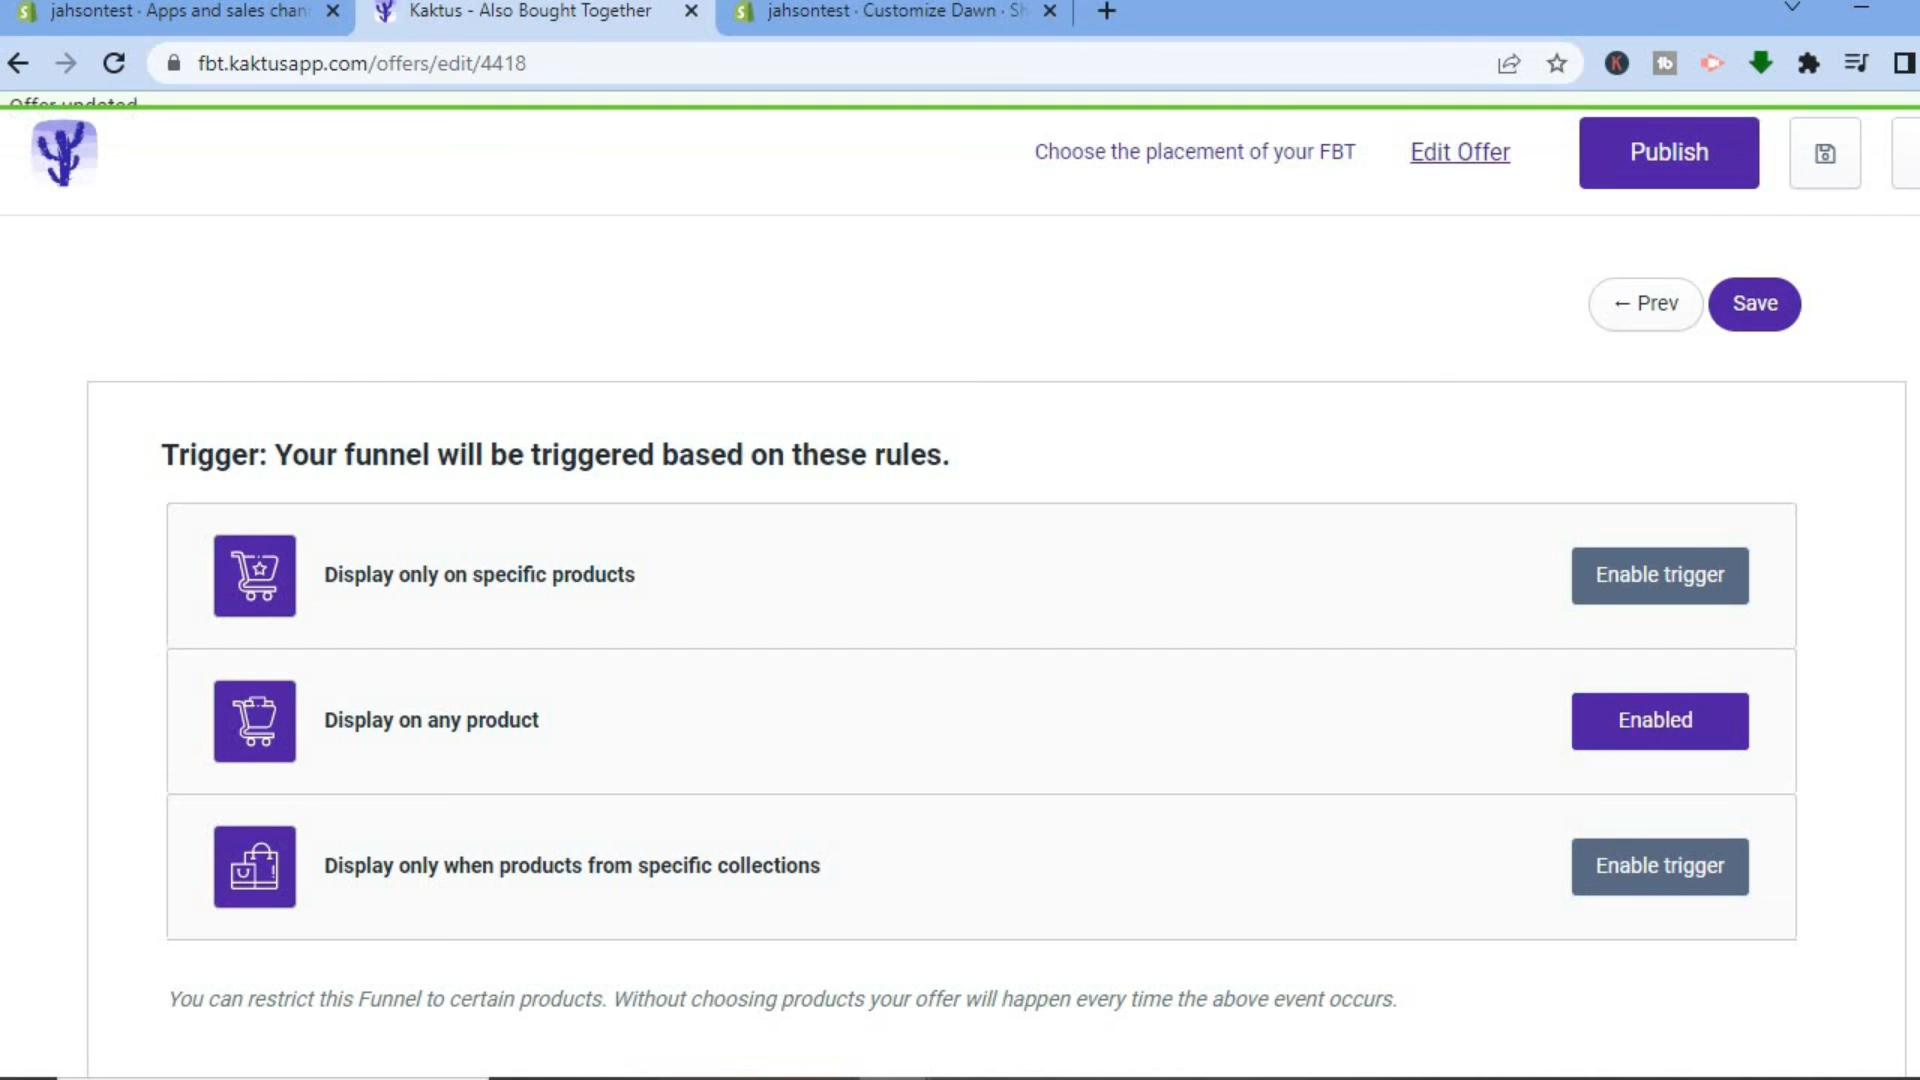 jahsontest · Apps and sales chan
Kaktus - Also Bought Together
jahsontest · Customize Dawn · Sh
fbt.kaktusapp.com/offers/edit/4418
Offer updated
Choose the placement of your FBT
Edit Offer
Publish
← Prev
Save
Trigger: Your funnel will be triggered based on these rules.
Display only on specific products
Enable trigger
Display on any product
Enabled
Display only when products from specific collections
Enable trigger
You can restrict this Funnel to certain products. Without choosing products your offer will happen every time the above event occurs.